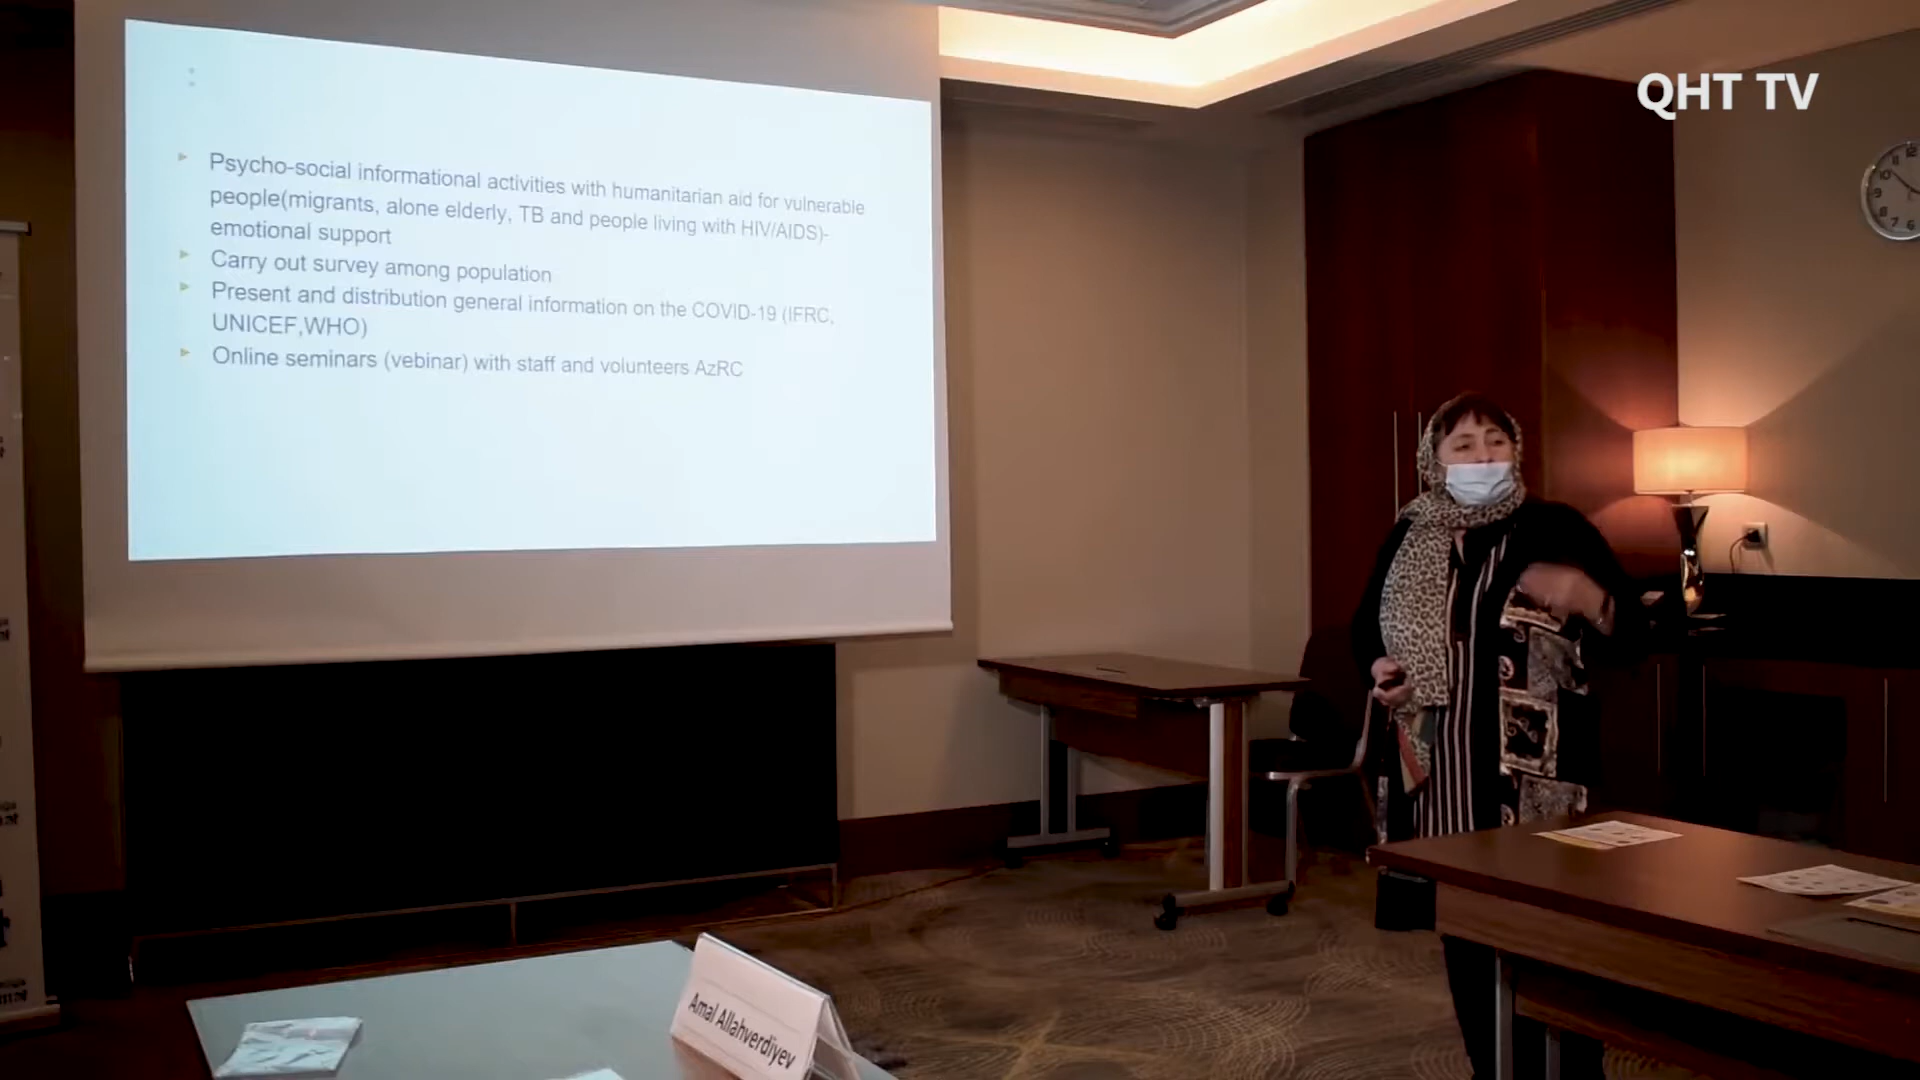 QHT TV
Psycho-social informational activities with humanitarian aid for vulnerable
people(migrants, alone elderly, TB and people living with HIV/AIDS)-
emotional support
Carry out survey among population
Present and distribution general information on the COVID-19 (IFRC,
UNICEF,WHO)
Online seminars (vebinar) with staff and volunteers AzRC
Amal Allahverdiyev